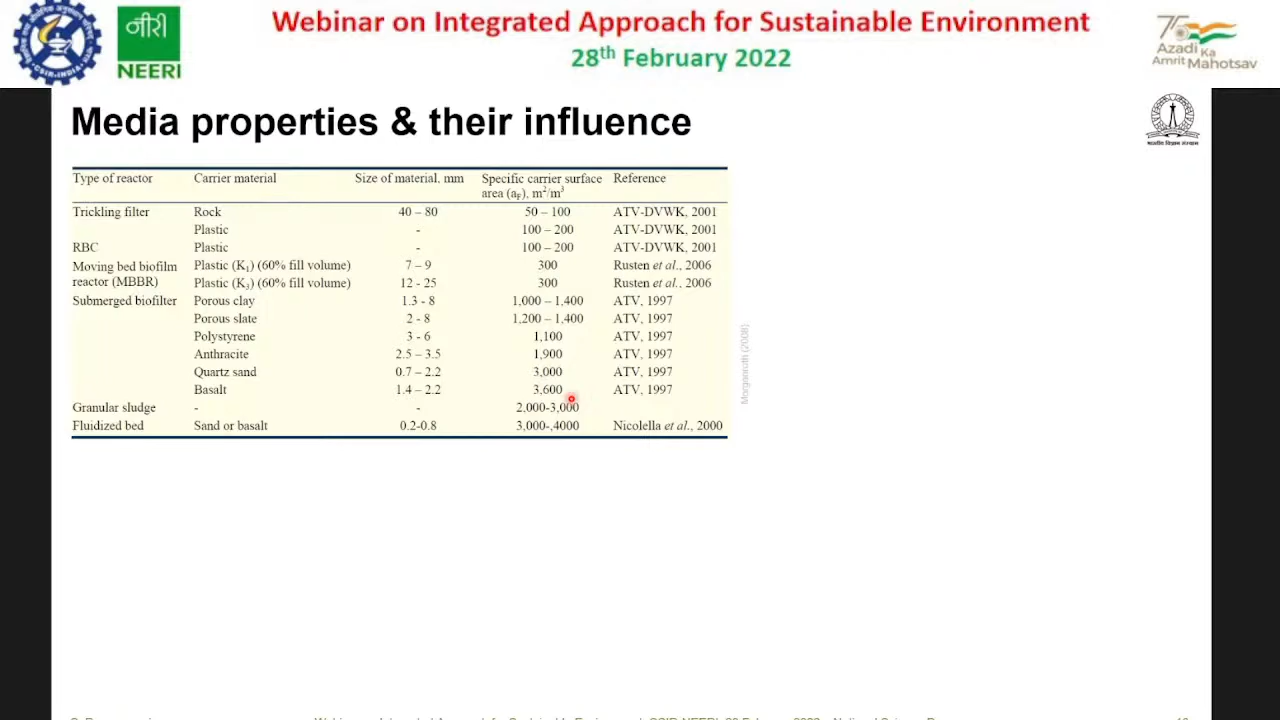 Webinar on Integrated Approach for Sustainable Environment
28th February 2022
CSIR-INDIA
नीरी
NEERI
75
Azadi Ka
Amrit Mahotsav
Media properties & their influence
भारतीय विज्ञान संस्थान
Type of reactor Carrier material Size of material, mm Specific carrier surface area (aF), m2/m3 Reference
Trickling filter Rock 40 – 80 50 – 100 ATV-DVWK, 2001
Plastic - 100 – 200 ATV-DVWK, 2001
RBC Plastic - 100 – 200 ATV-DVWK, 2001
Moving bed biofilm reactor (MBBR) Plastic (K1) (60% fill volume) 7 – 9 300 Rusten et al., 2006
Plastic (K3) (60% fill volume) 12 - 25 300 Rusten et al., 2006
Submerged biofilter Porous clay 1.3 - 8 1,000 – 1,400 ATV, 1997
Porous slate 2 - 8 1,200 – 1,400 ATV, 1997
Polystyrene 3 - 6 1,100 ATV, 1997
Anthracite 2.5 – 3.5 1,900 ATV, 1997
Quartz sand 0.7 – 2.2 3,000 ATV, 1997
Basalt 1.4 – 2.2 3,600 ATV, 1997
Granular sludge - - 2,000-3,000
Fluidized bed Sand or basalt 0.2-0.8 3,000-,4000 Nicolella et al., 2000
Morgenroth (2008)